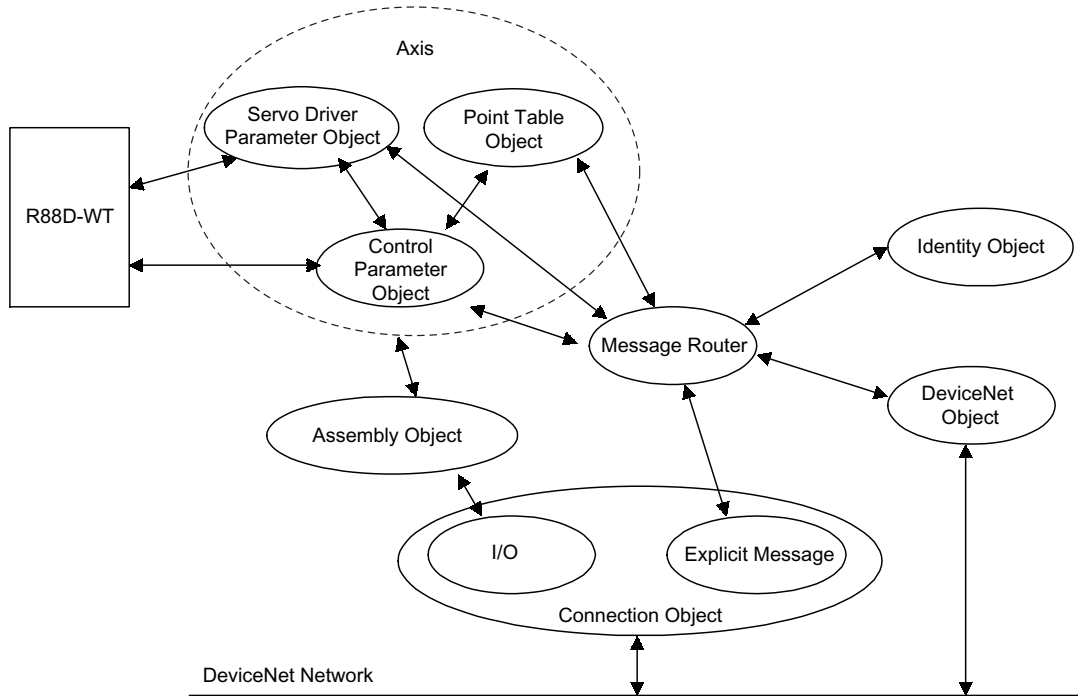 Axis
Servo Driver
Parameter Object
Point Table
Object
R88D-WT
Control
Parameter
Object
Identity Object
Message Router
DeviceNet
Object
Assembly Object
I/O
Explicit Message
Connection Object
DeviceNet Network